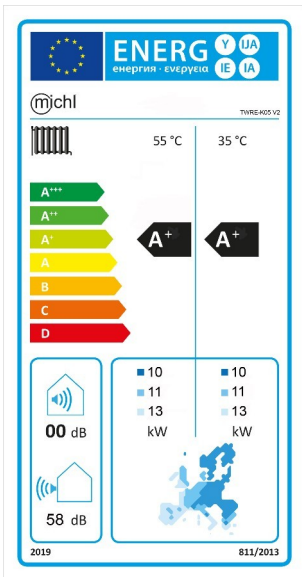 ENERG Y IJA
енергия · ενεργεια IE IA
michl
TWRE-K05 V2
55 °C 35 °C
A+++
A++
A+ A+ A+
A
B
C
D
10 10
11 11
13 13
kW kW
00 dB
58 dB
2019 811/2013